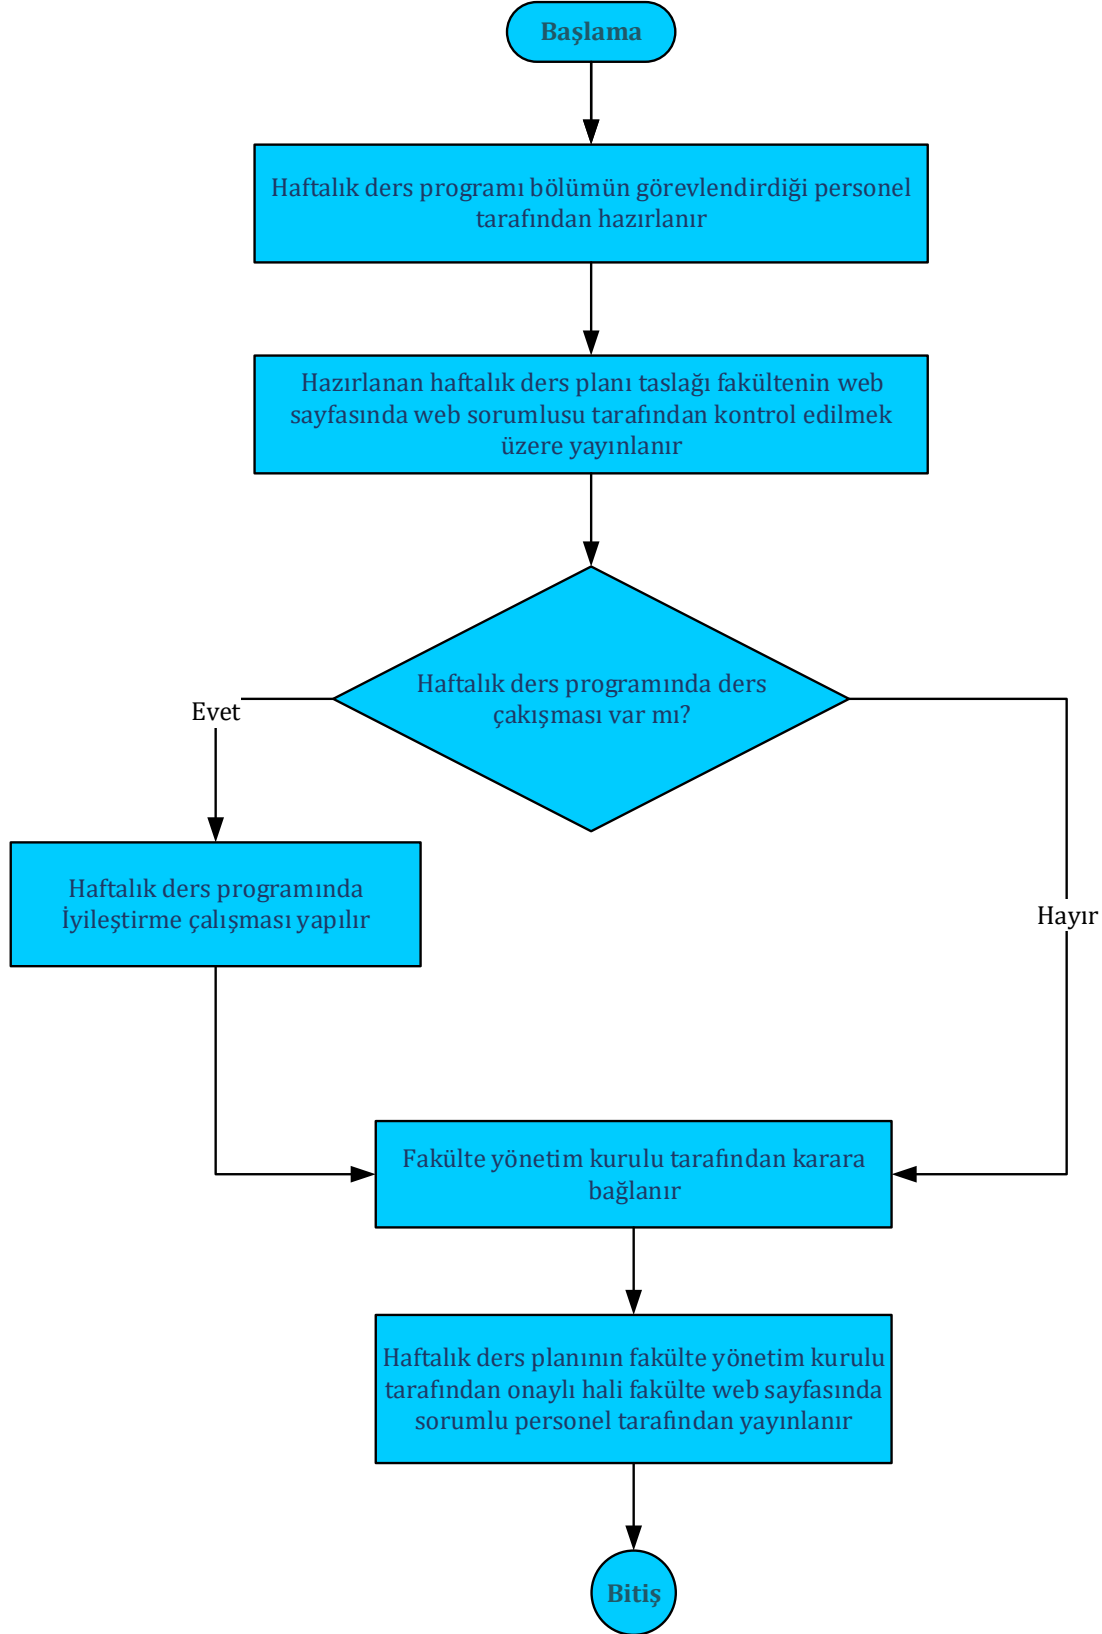 Başlama
Haftalık ders programı bölümün görevlendirdiği personel
tarafından hazırlanır
Hazırlanan haftalık ders planı taslağı fakültenin web
sayfasında web sorumlusu tarafından kontrol edilmek
üzere yayınlanır
Haftalık ders programında ders
çakışması var mı?
Evet
Haftalık ders programında
İyileştirme çalışması yapılır
Hayır
Fakülte yönetim kurulu tarafından karara
bağlanır
Haftalık ders planının fakülte yönetim kurulu
tarafından onaylı hali fakülte web sayfasında
sorumlu personel tarafından yayınlanır
Bitiş